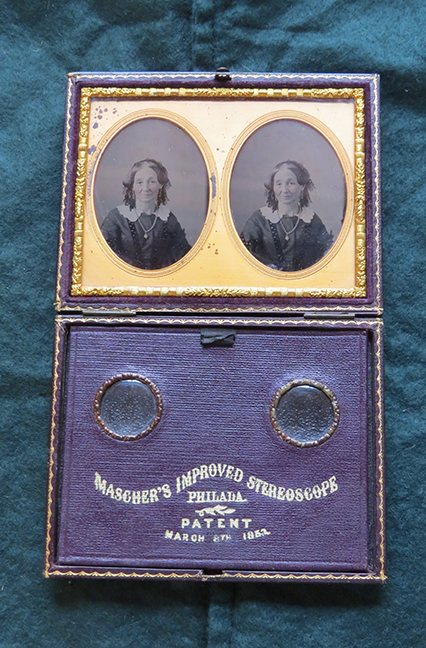 MASCHER'S IMPROVED STEREOSCOPE
PHILADA.
PATENT
MARCH 8TH. 1853.